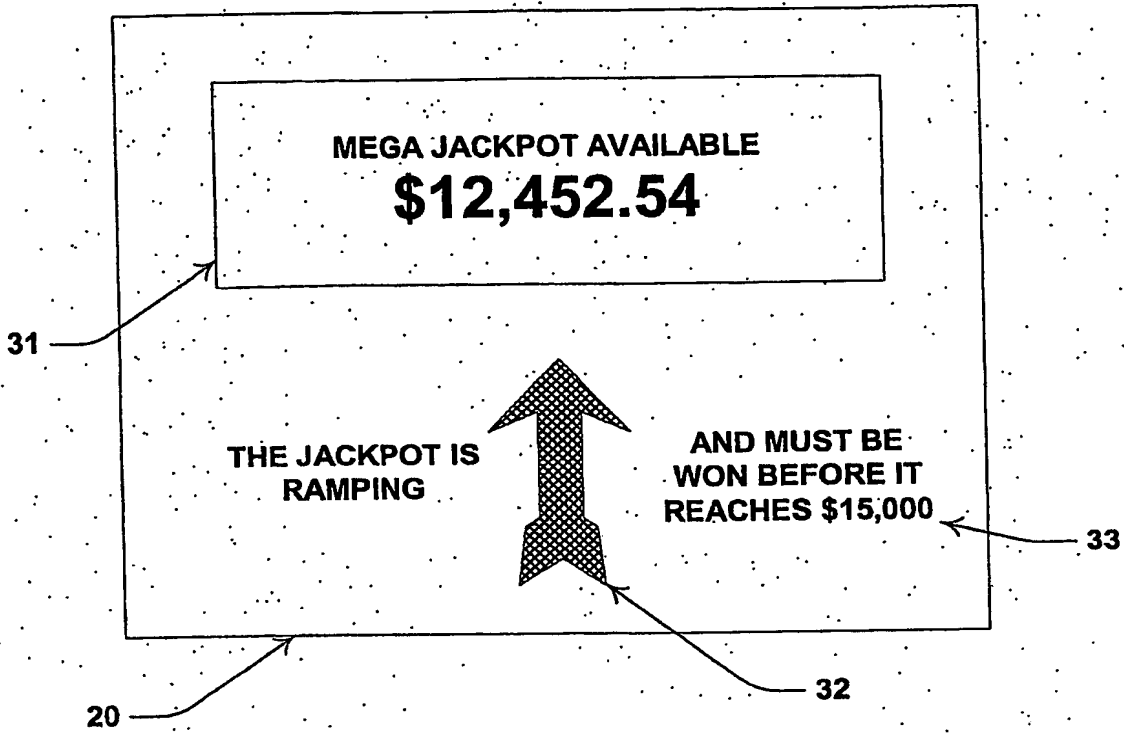 MEGA JACKPOT AVAILABLE
$12,452.54
31
THE JACKPOT IS
RAMPING
AND MUST BE
WON BEFORE IT
REACHES $15,000
33
32
20